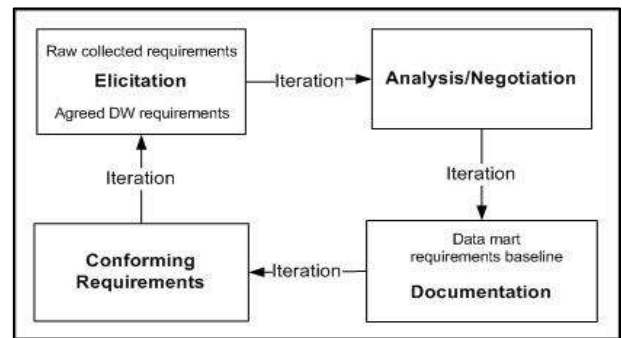 Raw collected requirements
Elicitation
Agreed DW requirements
Iteration
Analysis/Negotiation
Iteration
Iteration
Conforming
Requirements
Iteration
Data mart
requirements baseline
Documentation